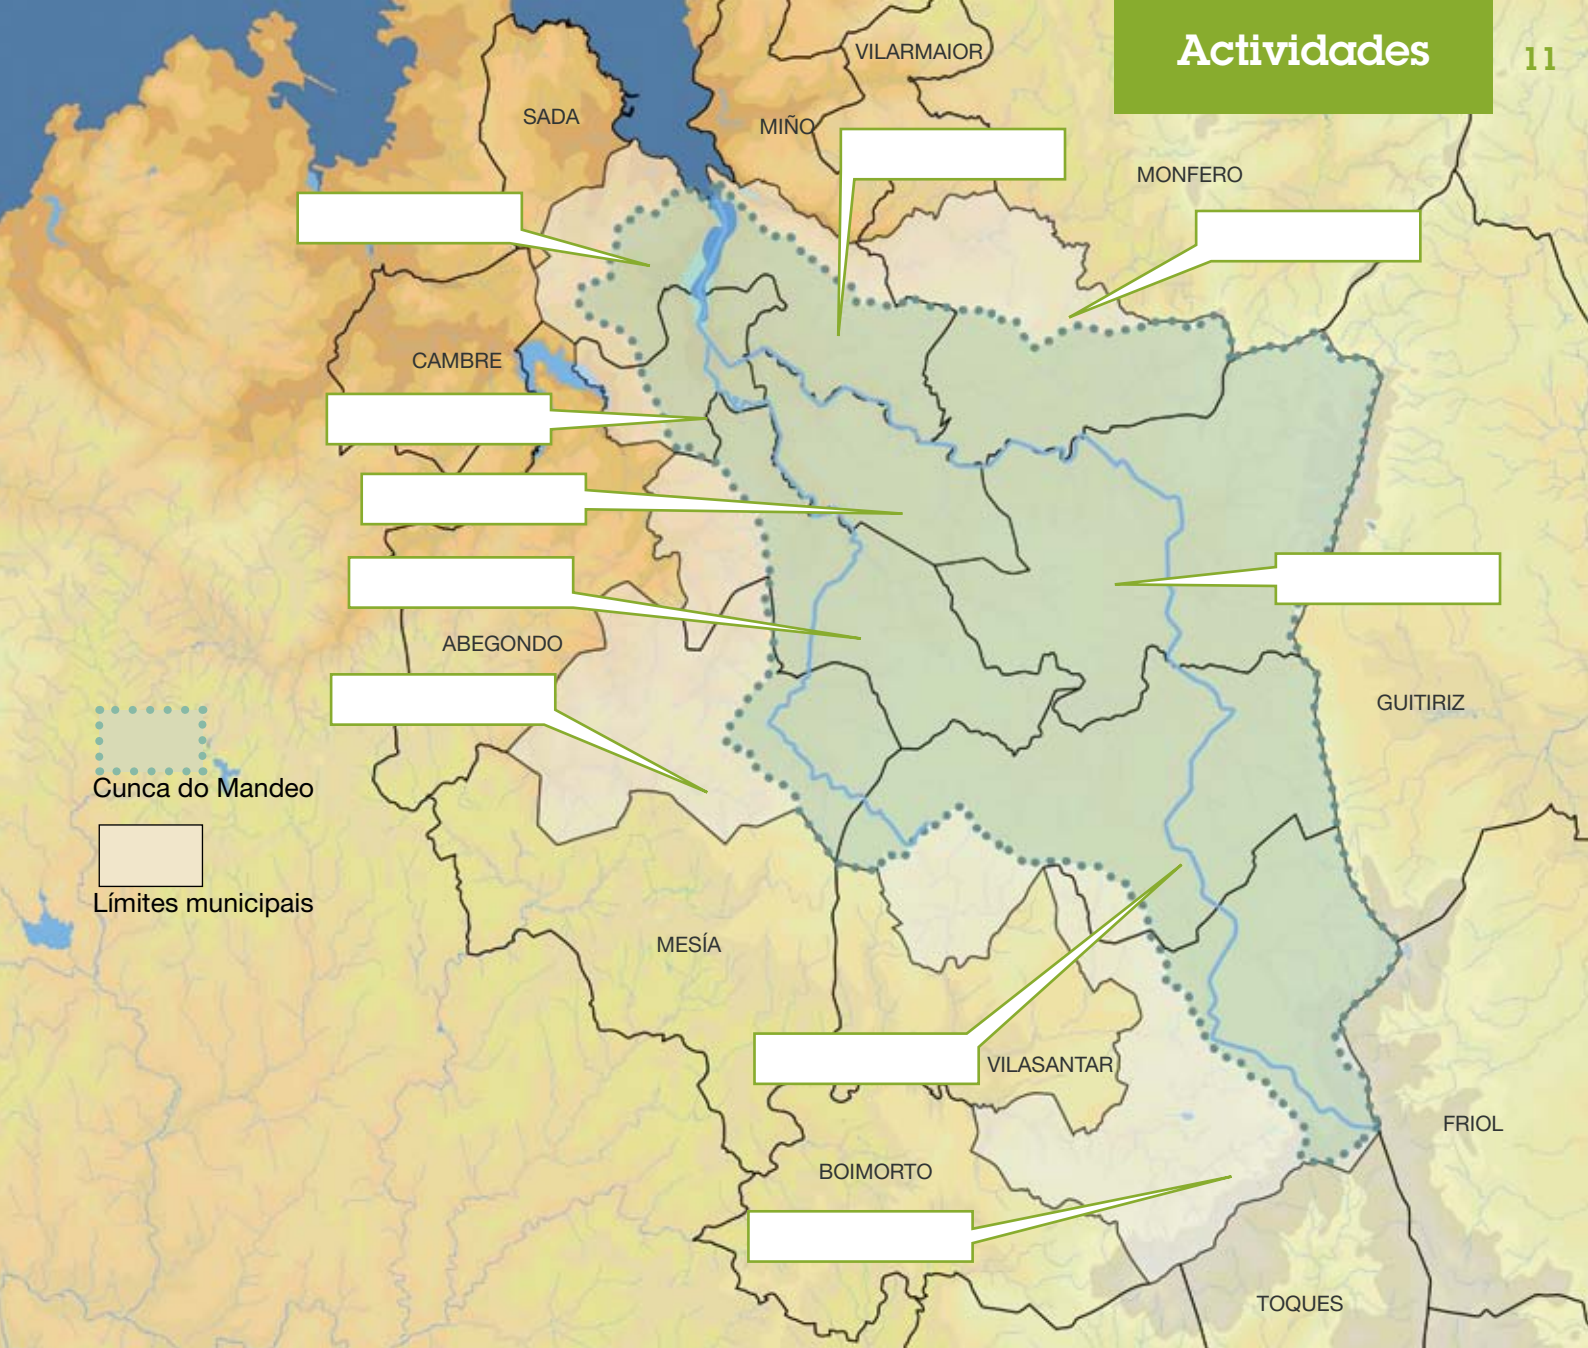 Actividades
11
VILARMAIOR
SADA
MIÑO
MONFERO
CAMBRE
ABEGONDO
GUITIRIZ
Cunca do Mandeo
Límites municipais
MESÍA
VILASANTAR
FRIOL
BOIMORTO
TOQUES